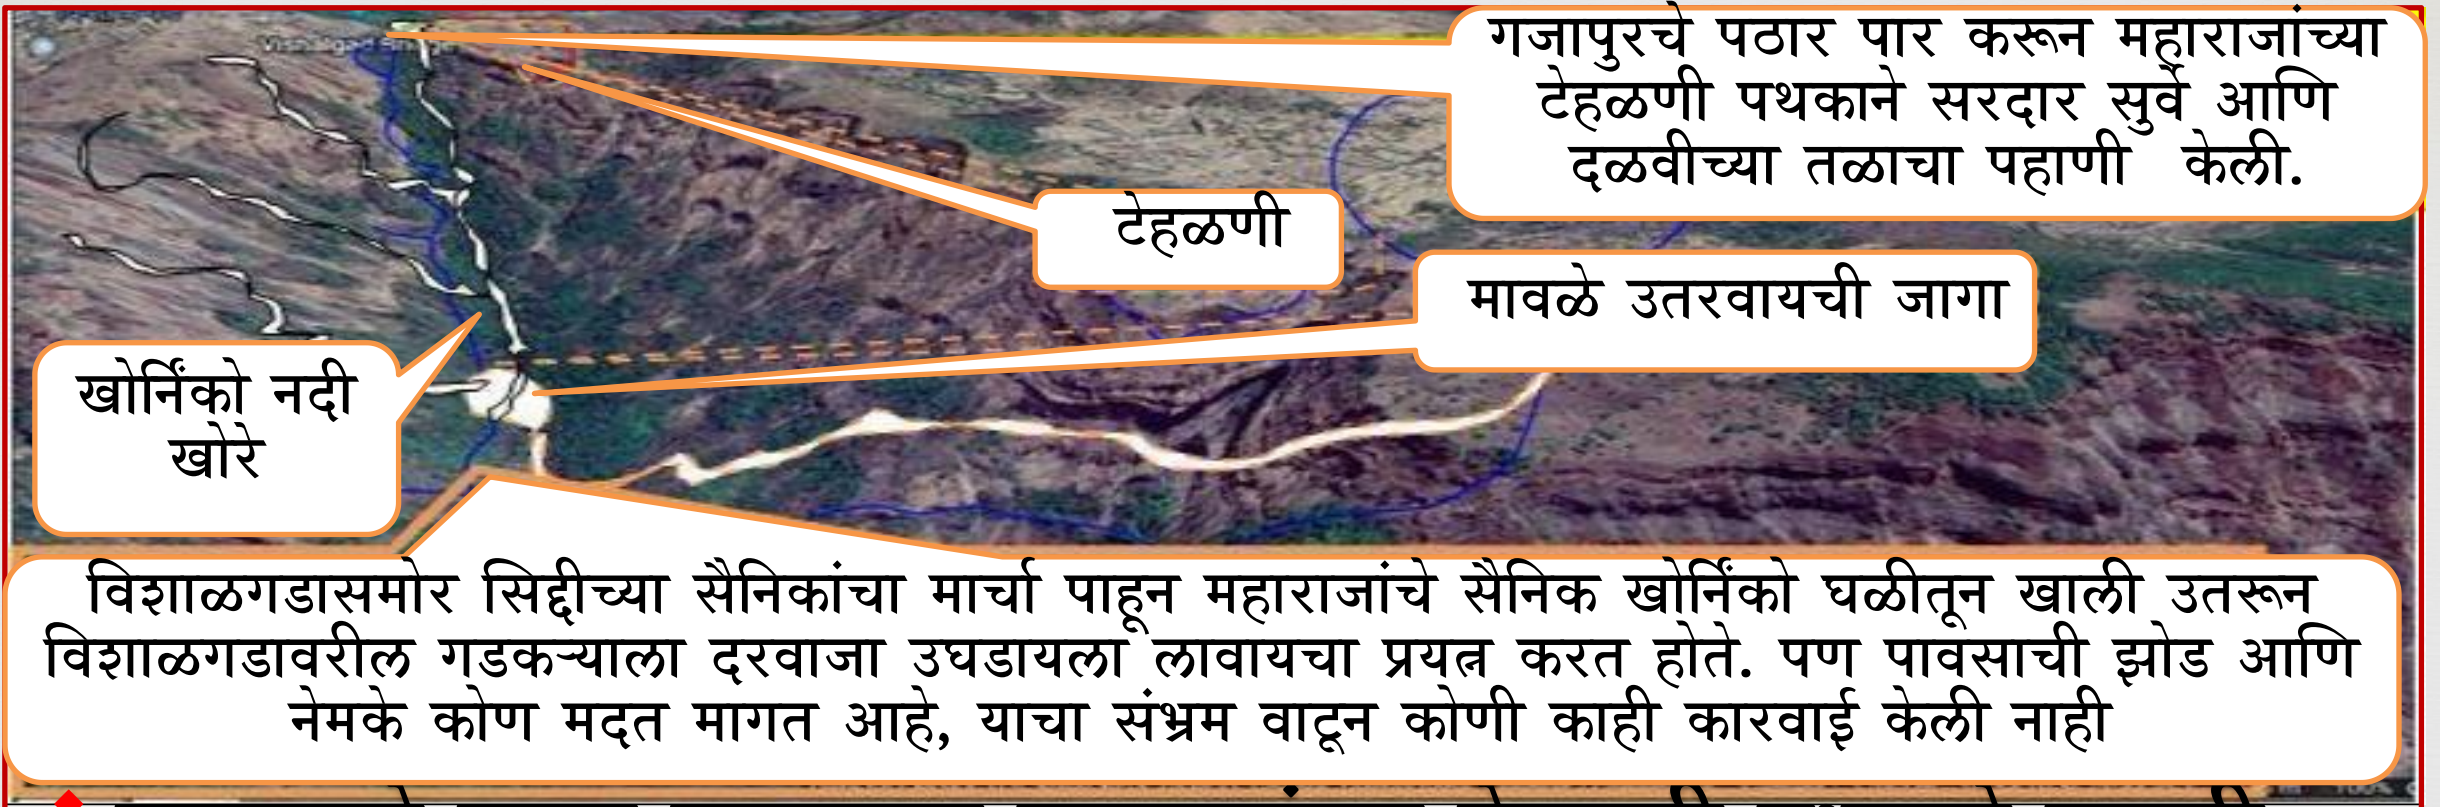 गजापुरचे पठार पार करून महाराजांच्या
टेहळणी पथकाने सरदार सुर्वे आणि
दळवीच्या तळाचा पहाणी केली.
टेहळणी
मावळे उतरवायची जागा
खोर्निंको नदी
खोरे
विशाळगडासमोर सिद्दीच्या सैनिकांचा मार्चा पाहून महाराजांचे सैनिक खोर्निंको घळीतून खाली उतरून
विशाळगडावरील गडकऱ्याला दरवाजा उघडायला लावायचा प्रयत्न करत होते. पण पावसाची झोड आणि
नेमके कोण मदत मागत आहे, याचा संभ्रम वाटून कोणी काही कारवाई केली नाही